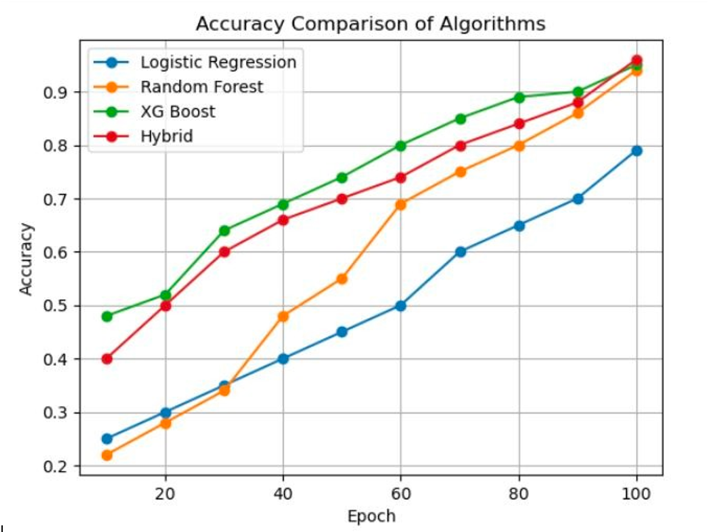 Accuracy Comparison of Algorithms
Logistic Regression
Random Forest
XG Boost
Hybrid
Accuracy
0.9
0.8
0.7
0.6
0.5
0.4
0.3
0.2
20 40 60 80 100
Epoch